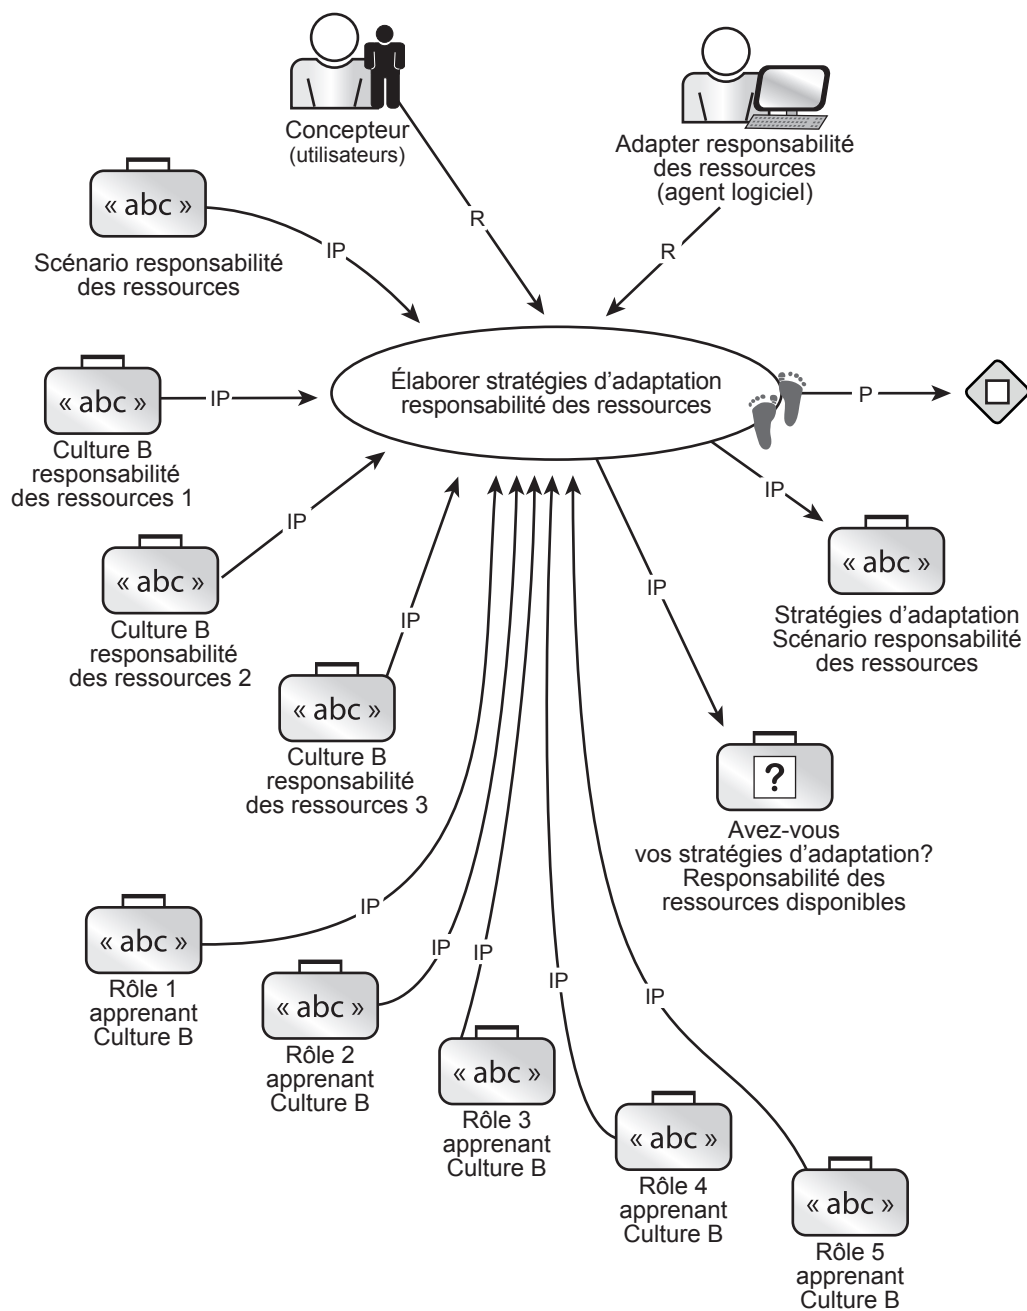 Concepteur
(utilisateurs)
Adapter responsabilité
des ressources
(agent logiciel)
« abc »
Scénario responsabilité
des ressources
IP
R
R
Élaborer stratégies d’adaptation
responsabilité des ressources
« abc »
IP
Culture B
responsabilité
des ressources 1
P
IP
« abc »
IP
Culture B
responsabilité
des ressources 2
« abc »
Stratégies d’adaptation
Scénario responsabilité
des ressources
IP
IP
« abc »
Culture B
responsabilité
des ressources 3
?
Avez-vous
vos stratégies d’adaptation?
Responsabilité des
ressources disponibles
« abc »
IP
Rôle 1
apprenant
Culture B
« abc »
IP
Rôle 2
apprenant
Culture B
IP
« abc »
Rôle 3
apprenant
Culture B
IP
« abc »
Rôle 4
apprenant
Culture B
IP
« abc »
Rôle 5
apprenant
Culture B